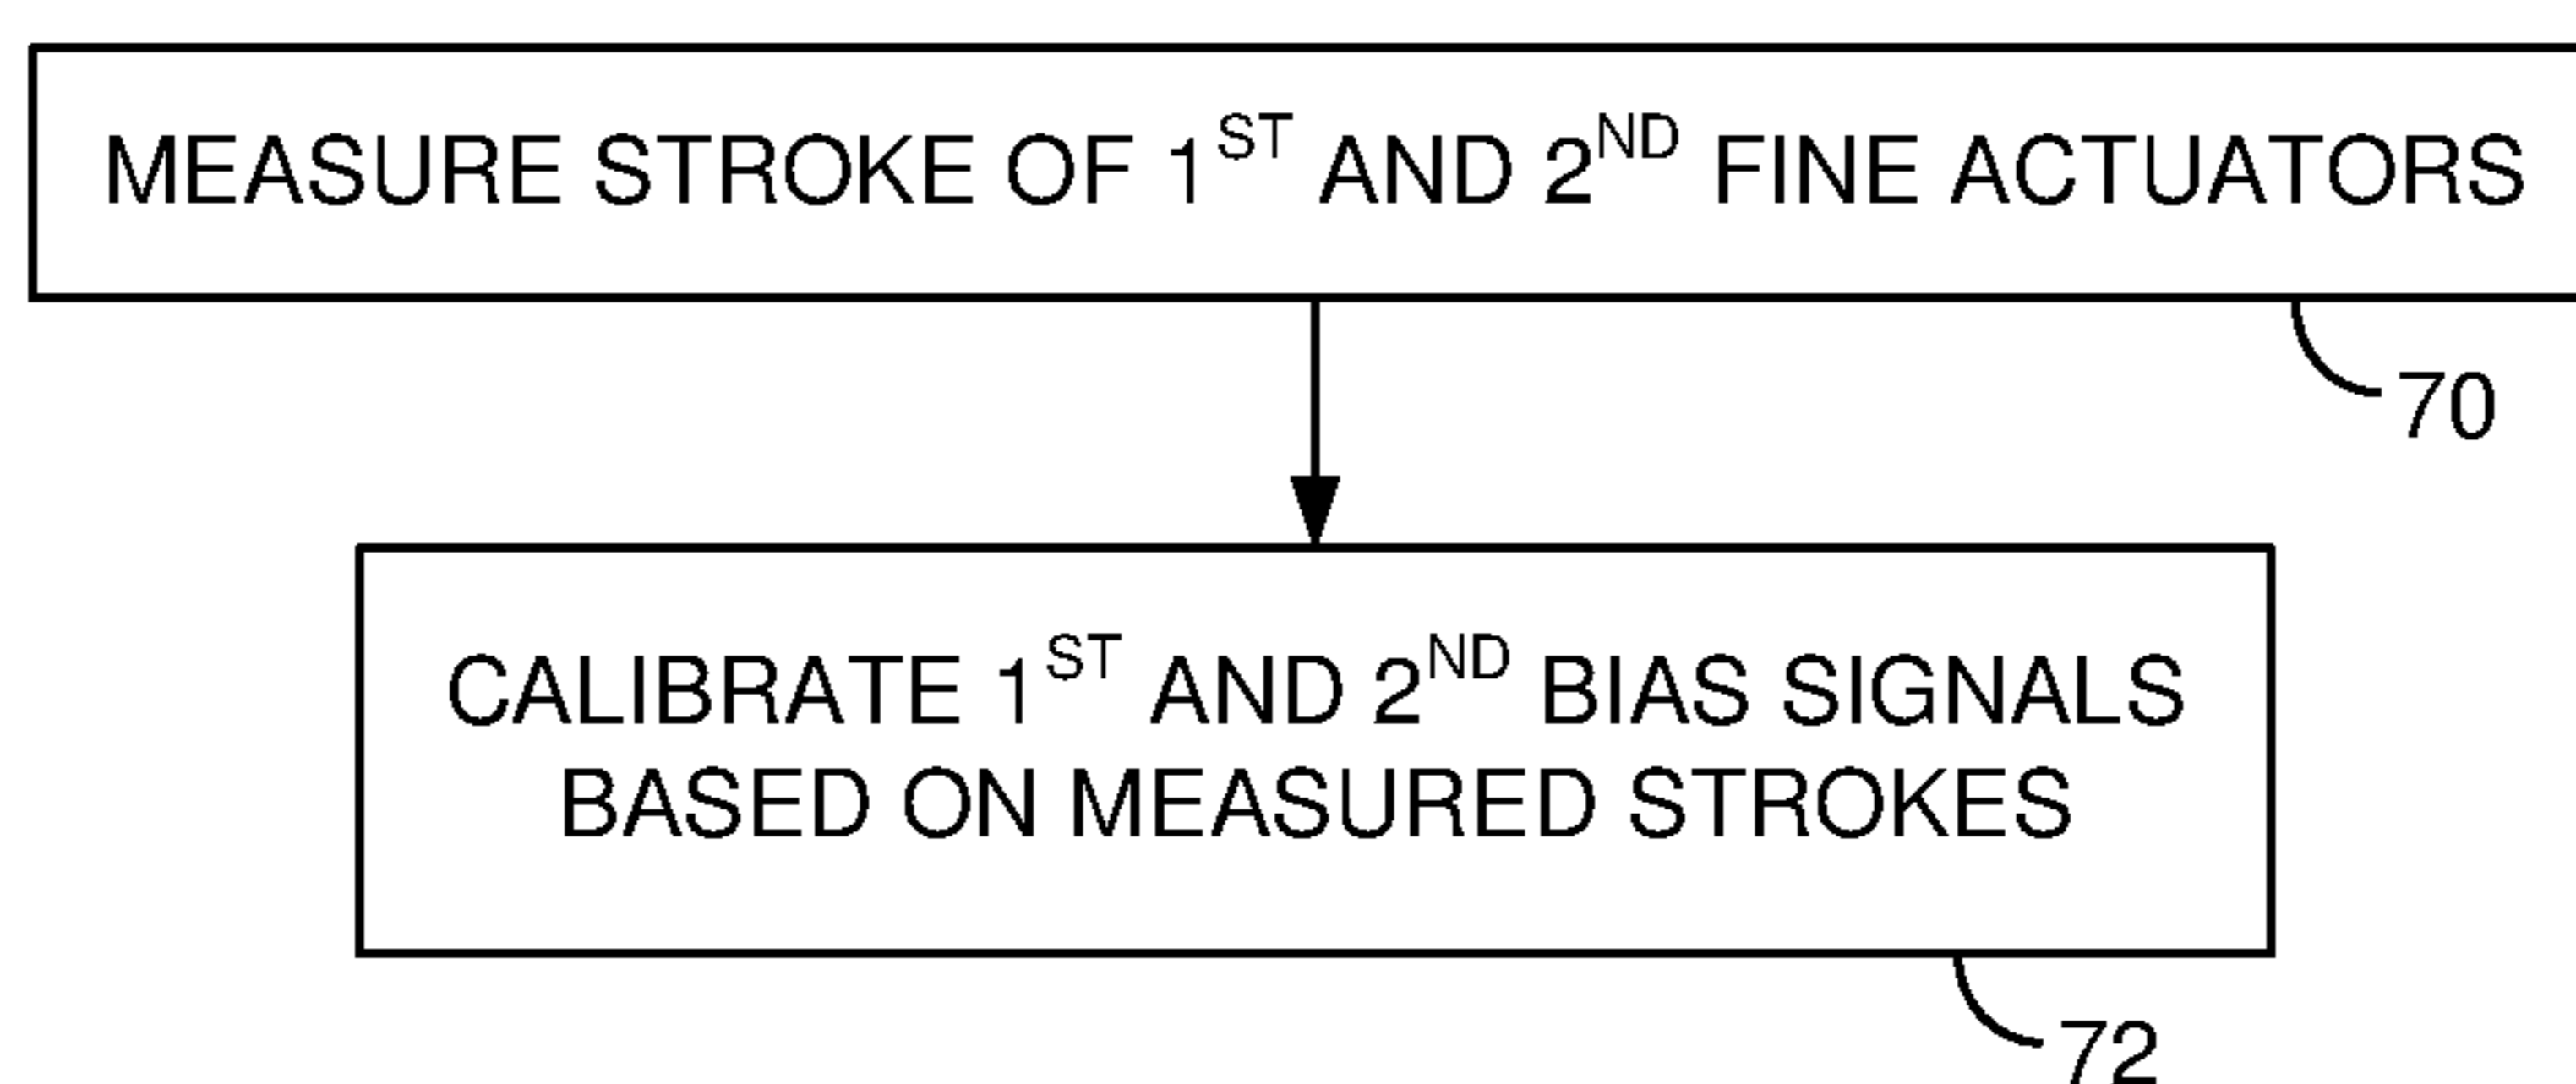 MEASURE STROKE OF 1ST AND 2ND FINE ACTUATORS
70
CALIBRATE 1ST AND 2ND BIAS SIGNALS
BASED ON MEASURED STROKES
72